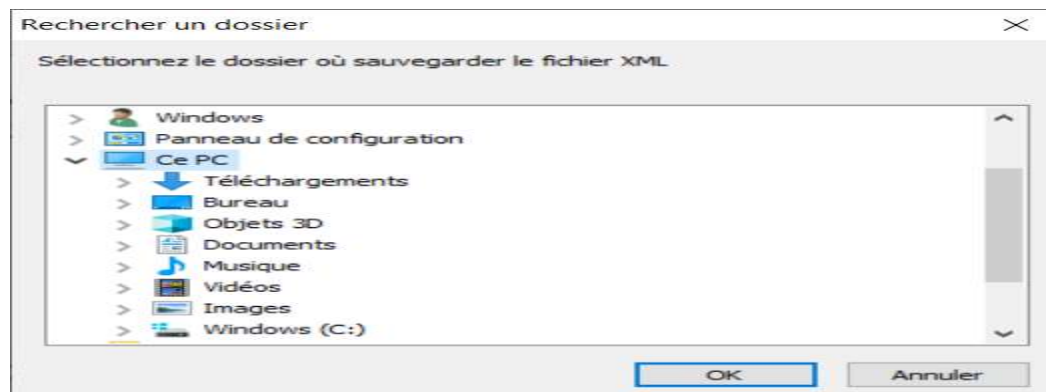 Rechercher un dossier
Sélectionnez le dossier où sauvegarder le fichier XML
Windows
Panneau de configuration
Ce PC
Téléchargements
Bureau
Objets 3D
Documents
Musique
Vidéos
Images
Windows (C:)
OK Annuler